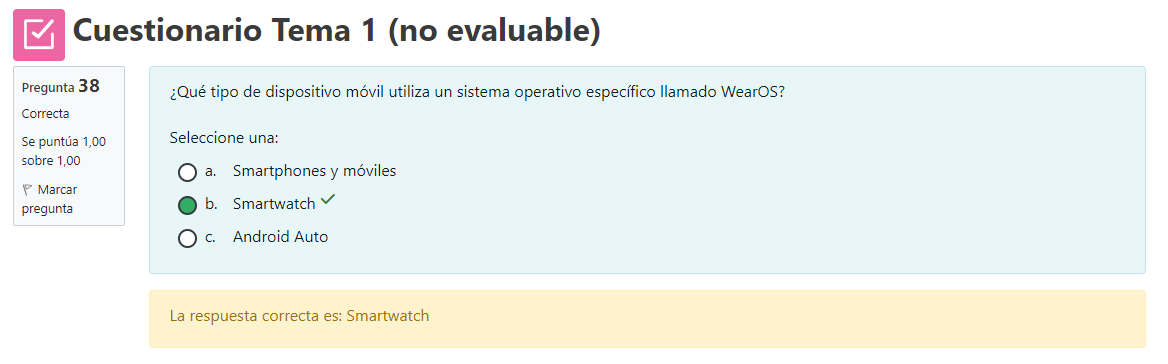 Cuestionario Tema 1 (no evaluable)
Pregunta 38
Correcta
Se puntúa 1,00
sobre 1,00
Marcar
pregunta
¿Qué tipo de dispositivo móvil utiliza un sistema operativo específico llamado WearOS?
Seleccione una:
a. Smartphones y móviles
b. Smartwatch
c. Android Auto
La respuesta correcta es: Smartwatch